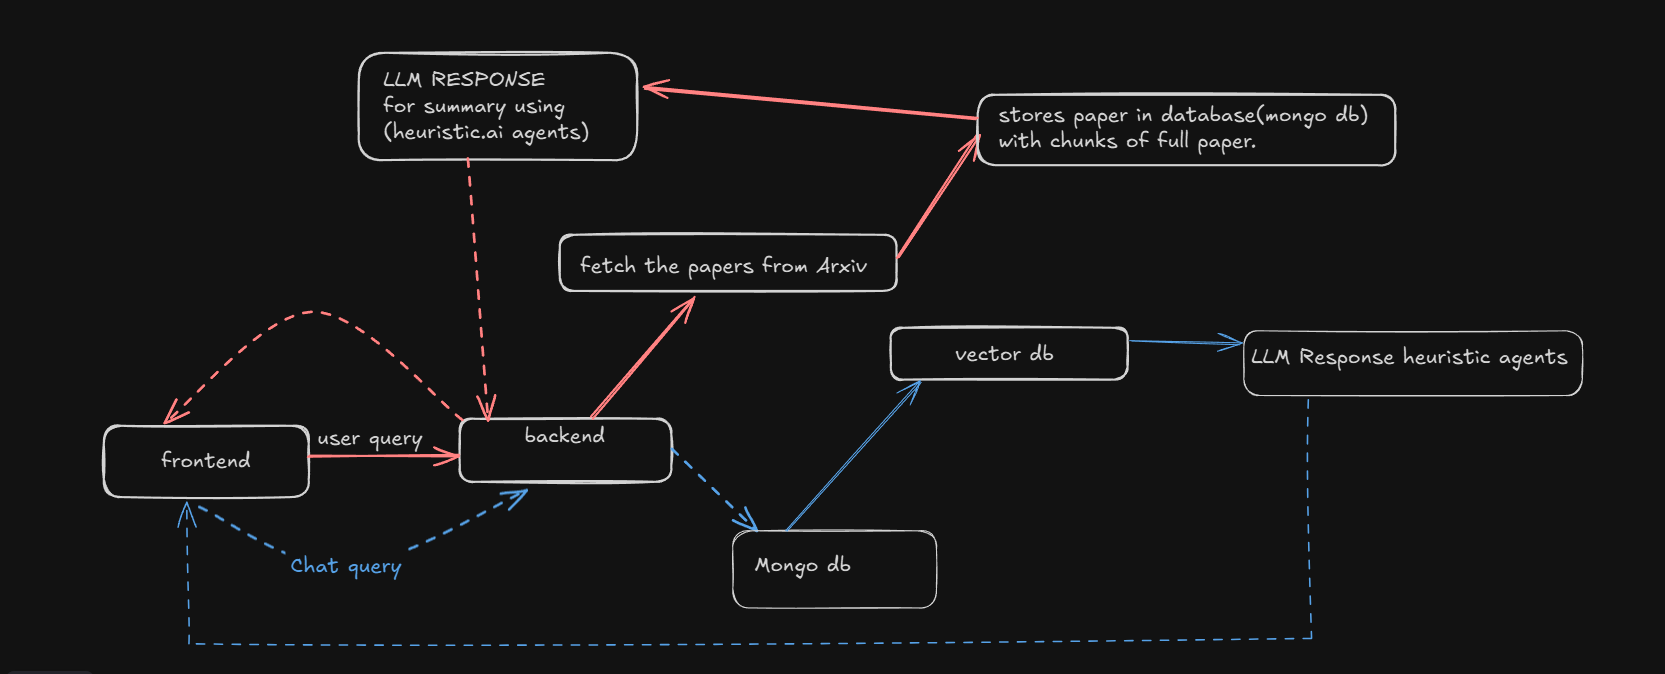 LLM RESPONSE
for summary using
(heuristic.ai agents)
stores paper in database(mongo db)
with chunks of full paper.
fetch the papers from Arxiv
vector db
LLM Response heuristic agents
frontend
user query
backend
Chat query
Mongo db